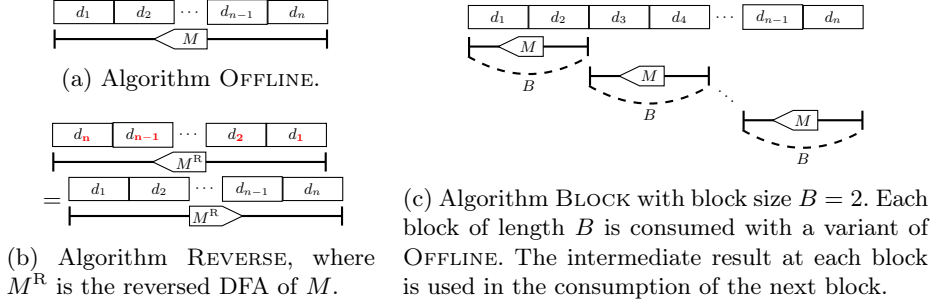 d₁ d₂ ··· dₙ₋₁ dₙ
M
(a) Algorithm OFFLINE.
dₙ dₙ₋₁ ··· d₂ d₁
Mᴿ
= d₁ d₂ ··· dₙ₋₁ dₙ
Mᴿ
(b) Algorithm REVERSE, where
Mᴿ is the reversed DFA of M.
d₁ d₂ d₃ d₄ ··· dₙ₋₁ dₙ
M
B
M
B
···
M
B
(c) Algorithm BLOCK with block size B = 2. Each
block of length B is consumed with a variant of
OFFLINE. The intermediate result at each block
is used in the consumption of the next block.